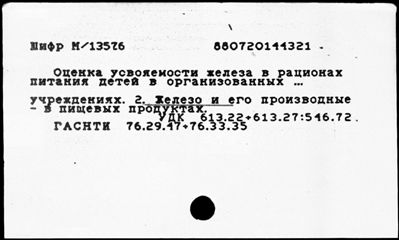 Шифр М/13576 880720144321 -
Оценка усвояемости железа в рационах
питания детей в организованных ...
учреждениях. 2. Железо и его производные
- в пищевых продуктах.
УДК 613.22+613.27:546.72.
ГАСНТИ 76.29.47+76.33.35